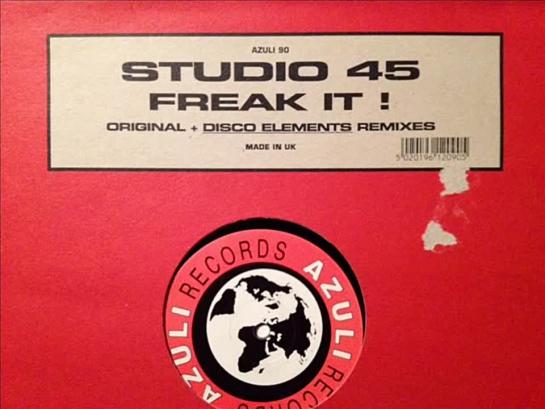 AZULI 90
STUDIO 45
FREAK IT !
ORIGINAL + DISCO ELEMENTS REMIXES
MADE IN UK
5 020196 120905
AZULI RECORDS AZULI RECORDS